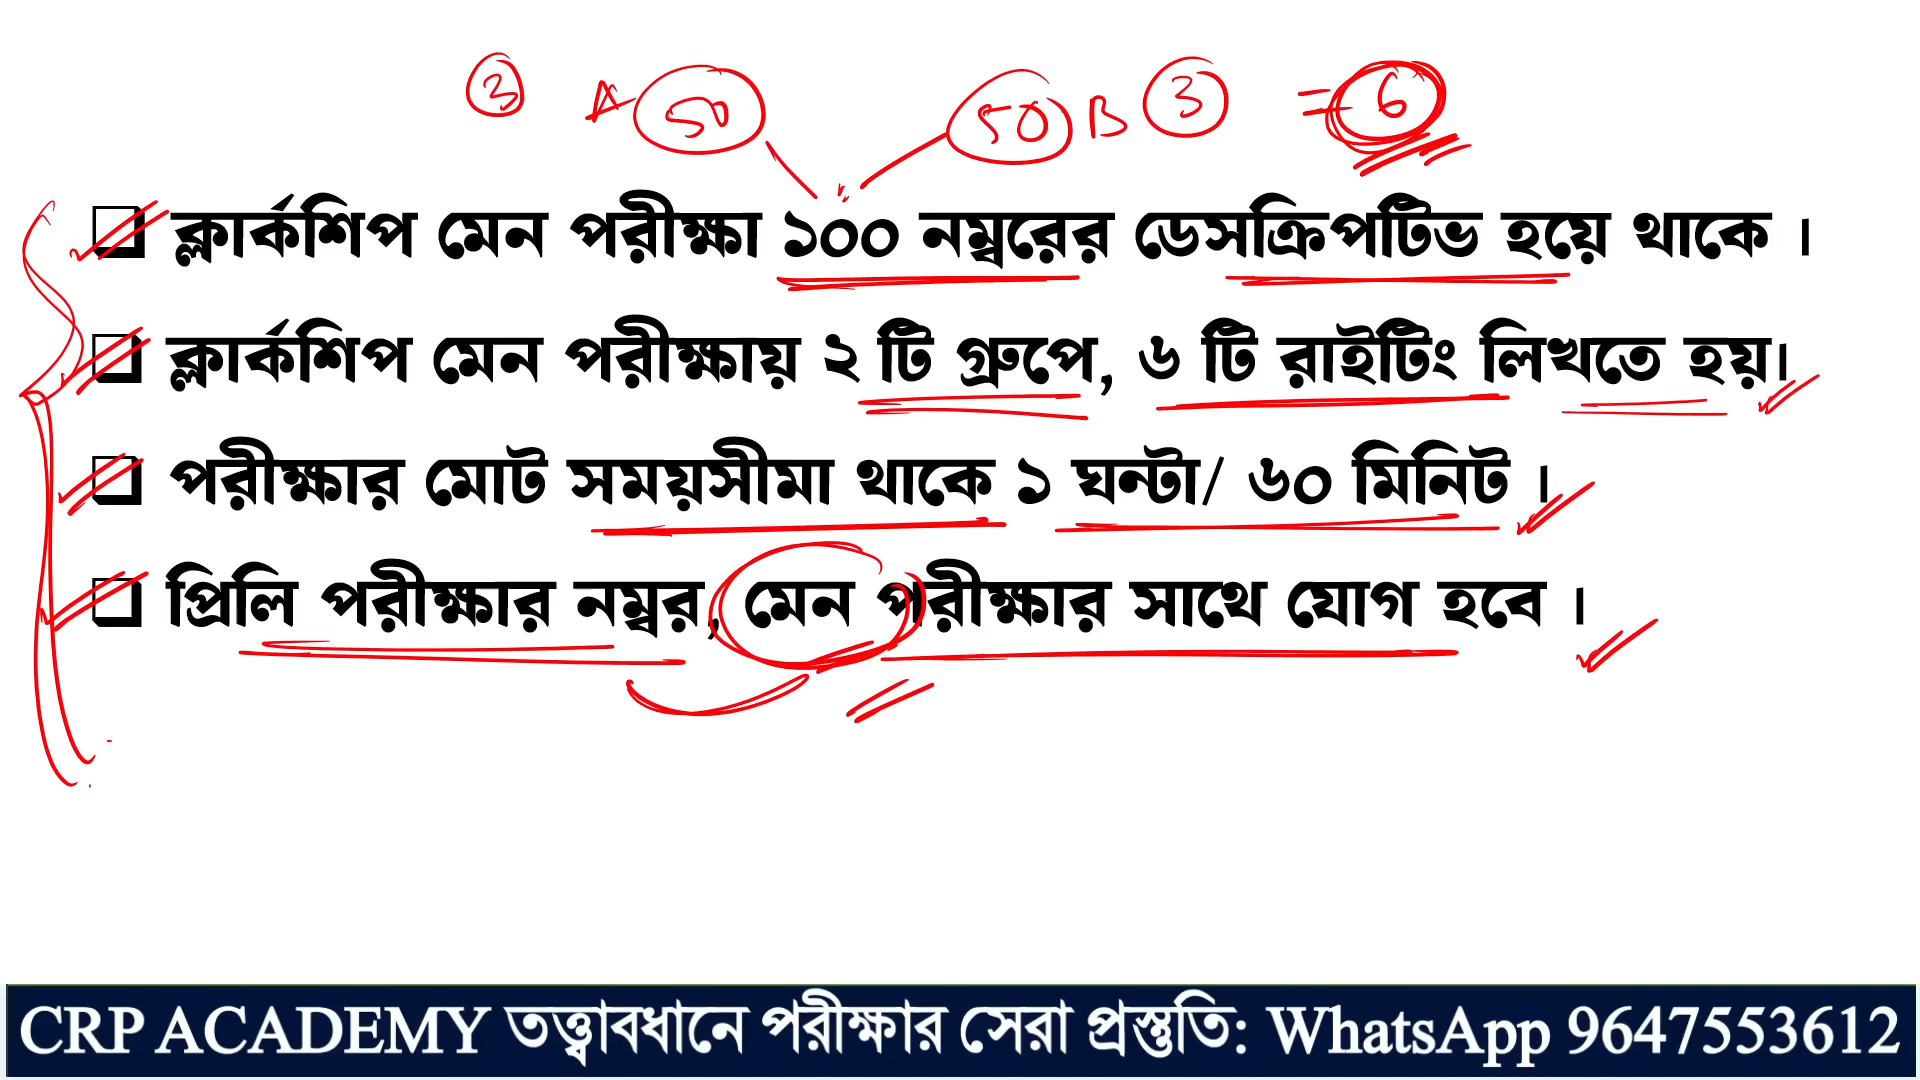 3 A 50 50 B 3 = 6
ক্লার্কশিপ মেন পরীক্ষা ১০০ নম্বরের ডেসক্রিপটিভ হয়ে থাকে ।
ক্লার্কশিপ মেন পরীক্ষায় ২ টি গ্রুপে, ৬ টি রাইটিং লিখতে হয়।
পরীক্ষার মোট সময়সীমা থাকে ১ ঘন্টা/ ৬০ মিনিট ।
প্রিলি পরীক্ষার নম্বর, মেন পরীক্ষার সাথে যোগ হবে ।
CRP ACADEMY তত্ত্বাবধানে পরীক্ষার সেরা প্রস্তুতি: WhatsApp 9647553612